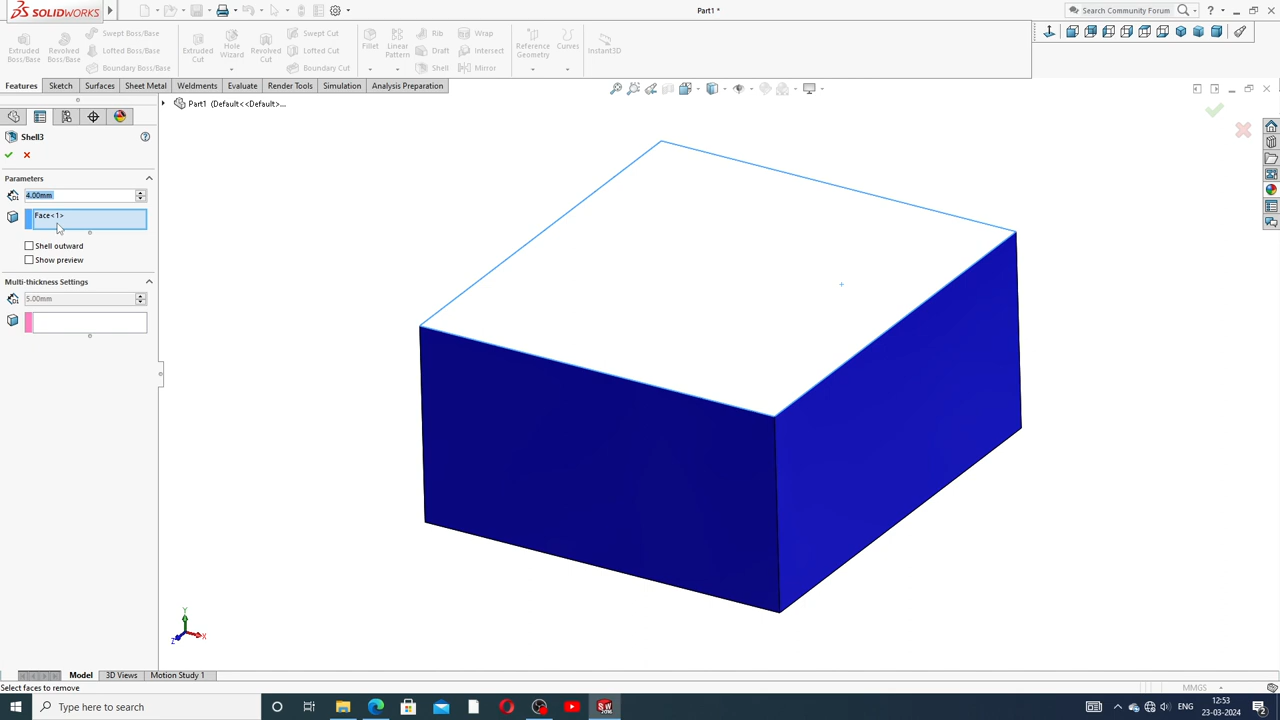 SOLIDWORKS
Part1 *
Search Community Forum
Extruded Boss/Base
Revolved Boss/Base
Swept Boss/Base
Lofted Boss/Base
Boundary Boss/Base
Extruded Cut
Hole Wizard
Revolved Cut
Swept Cut
Lofted Cut
Boundary Cut
Fillet
Linear Pattern
Rib
Draft
Shell
Wrap
Intersect
Mirror
Reference Geometry
Curves
Instant3D
Features Sketch Surfaces Sheet Metal Weldments Evaluate Render Tools Simulation Analysis Preparation
Part1 (Default<<Default>...
Shell3
Parameters
4.00mm
Face<1>
Shell outward
Show preview
Multi-thickness Settings
5.00mm
Y
X
Z
Model 3D Views Motion Study 1
Select faces to remove
MMGS
Type here to search
ENG
12:53
23-03-2024
2